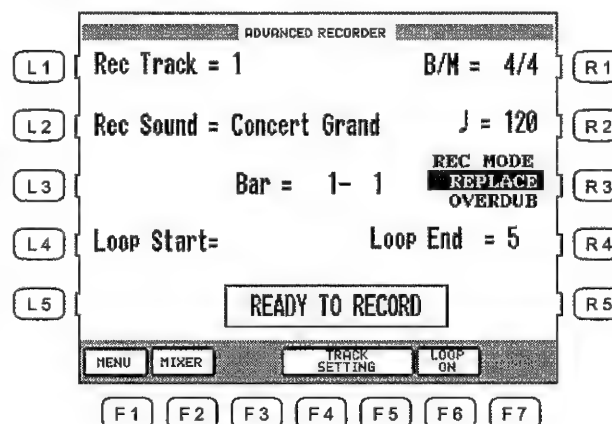 ADVANCED RECORDER
L1 Rec Track = 1 B/M = 4/4 R1
L2 Rec Sound = Concert Grand ♩ = 120 R2
REC MODE
L3 Bar = 1- 1 REPLACE R3
OVERDUB
L4 Loop Start= Loop End = 5 R4
L5 READY TO RECORD R5
MENU MIXER TRACK SETTING LOOP ON
F1 F2 F3 F4 F5 F6 F7